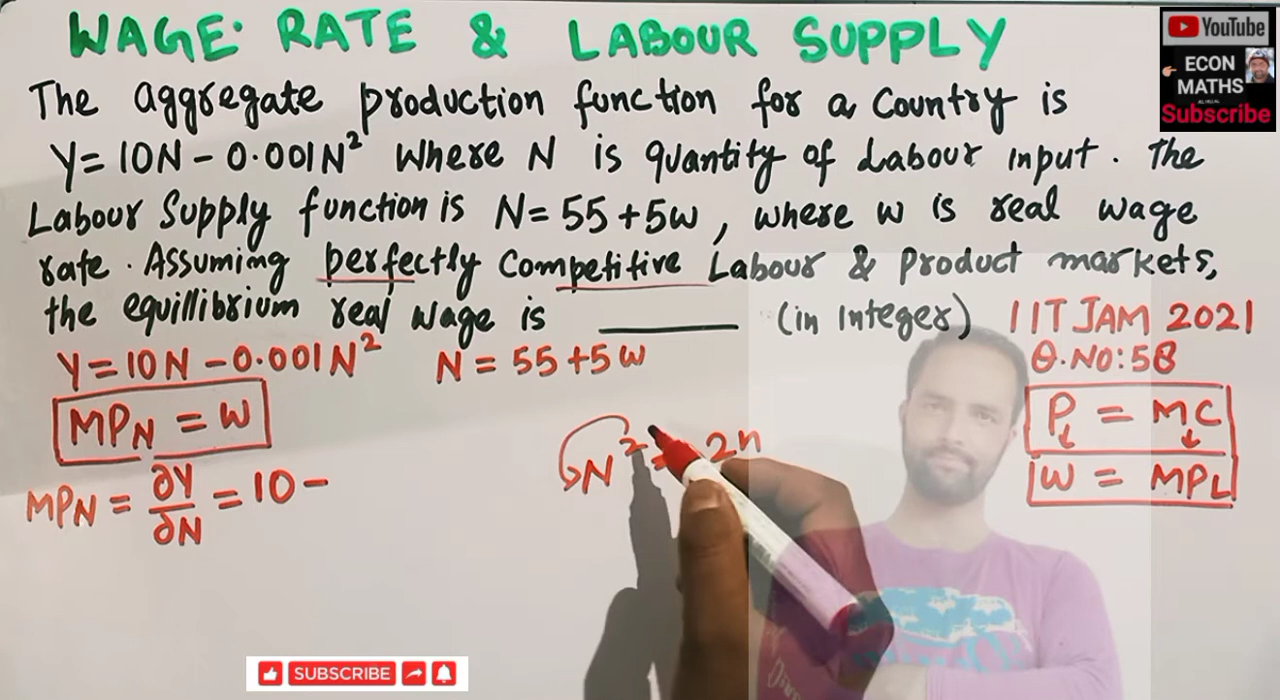 WAGE RATE & LABOUR SUPPLY
YouTube
ECON
MATHS
Subscribe
The aggregate production function for a Country is
Y= 10N - 0.001N² where N is quantity of Labour input. The
Labour Supply function is N= 55+5w, where w is real wage
rate. Assuming perfectly competitive Labour & product markets,
the equillibrium real wage is ______ (in Integer) IIT JAM 2021
Q.NO:58
Y= 10N - 0.001N² N = 55+5w
MPN = W
P = MC
W = MPL
MPN = ∂Y/∂N = 10 -
N² = 2n
SUBSCRIBE